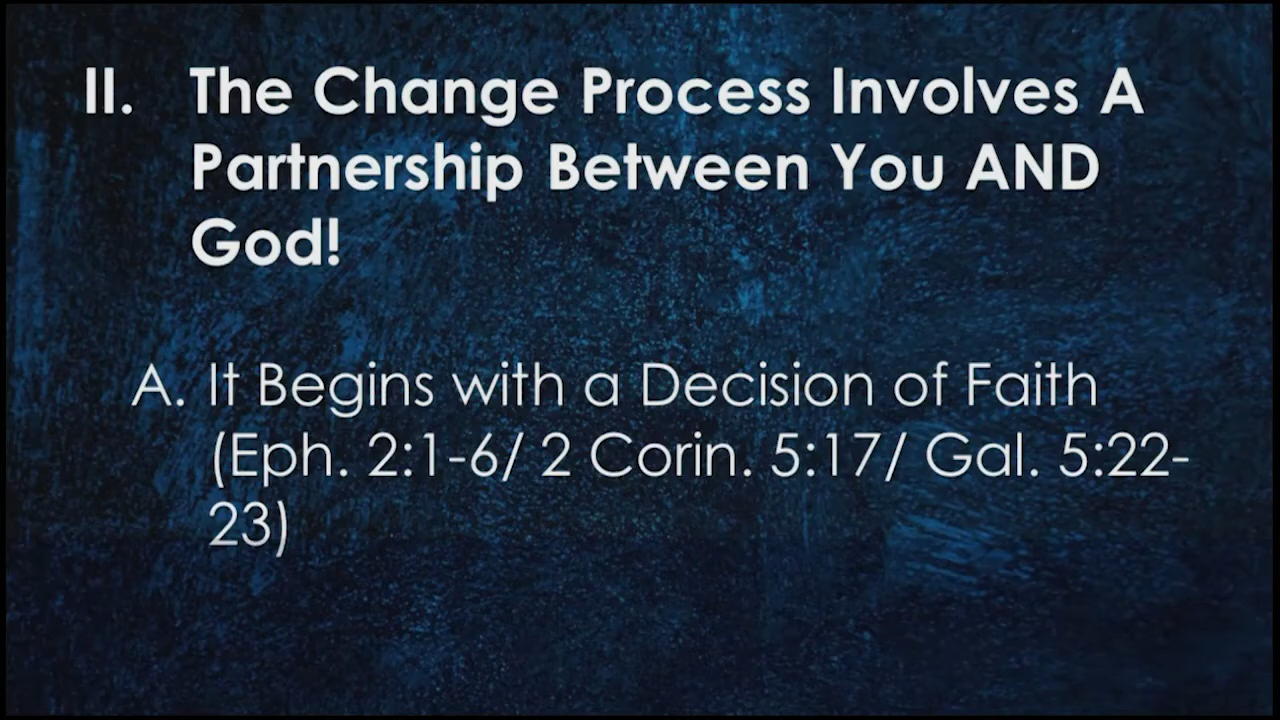 II. The Change Process Involves A
Partnership Between You AND
God!
A. It Begins with a Decision of Faith
(Eph. 2:1-6/ 2 Corin. 5:17/ Gal. 5:22-
23)